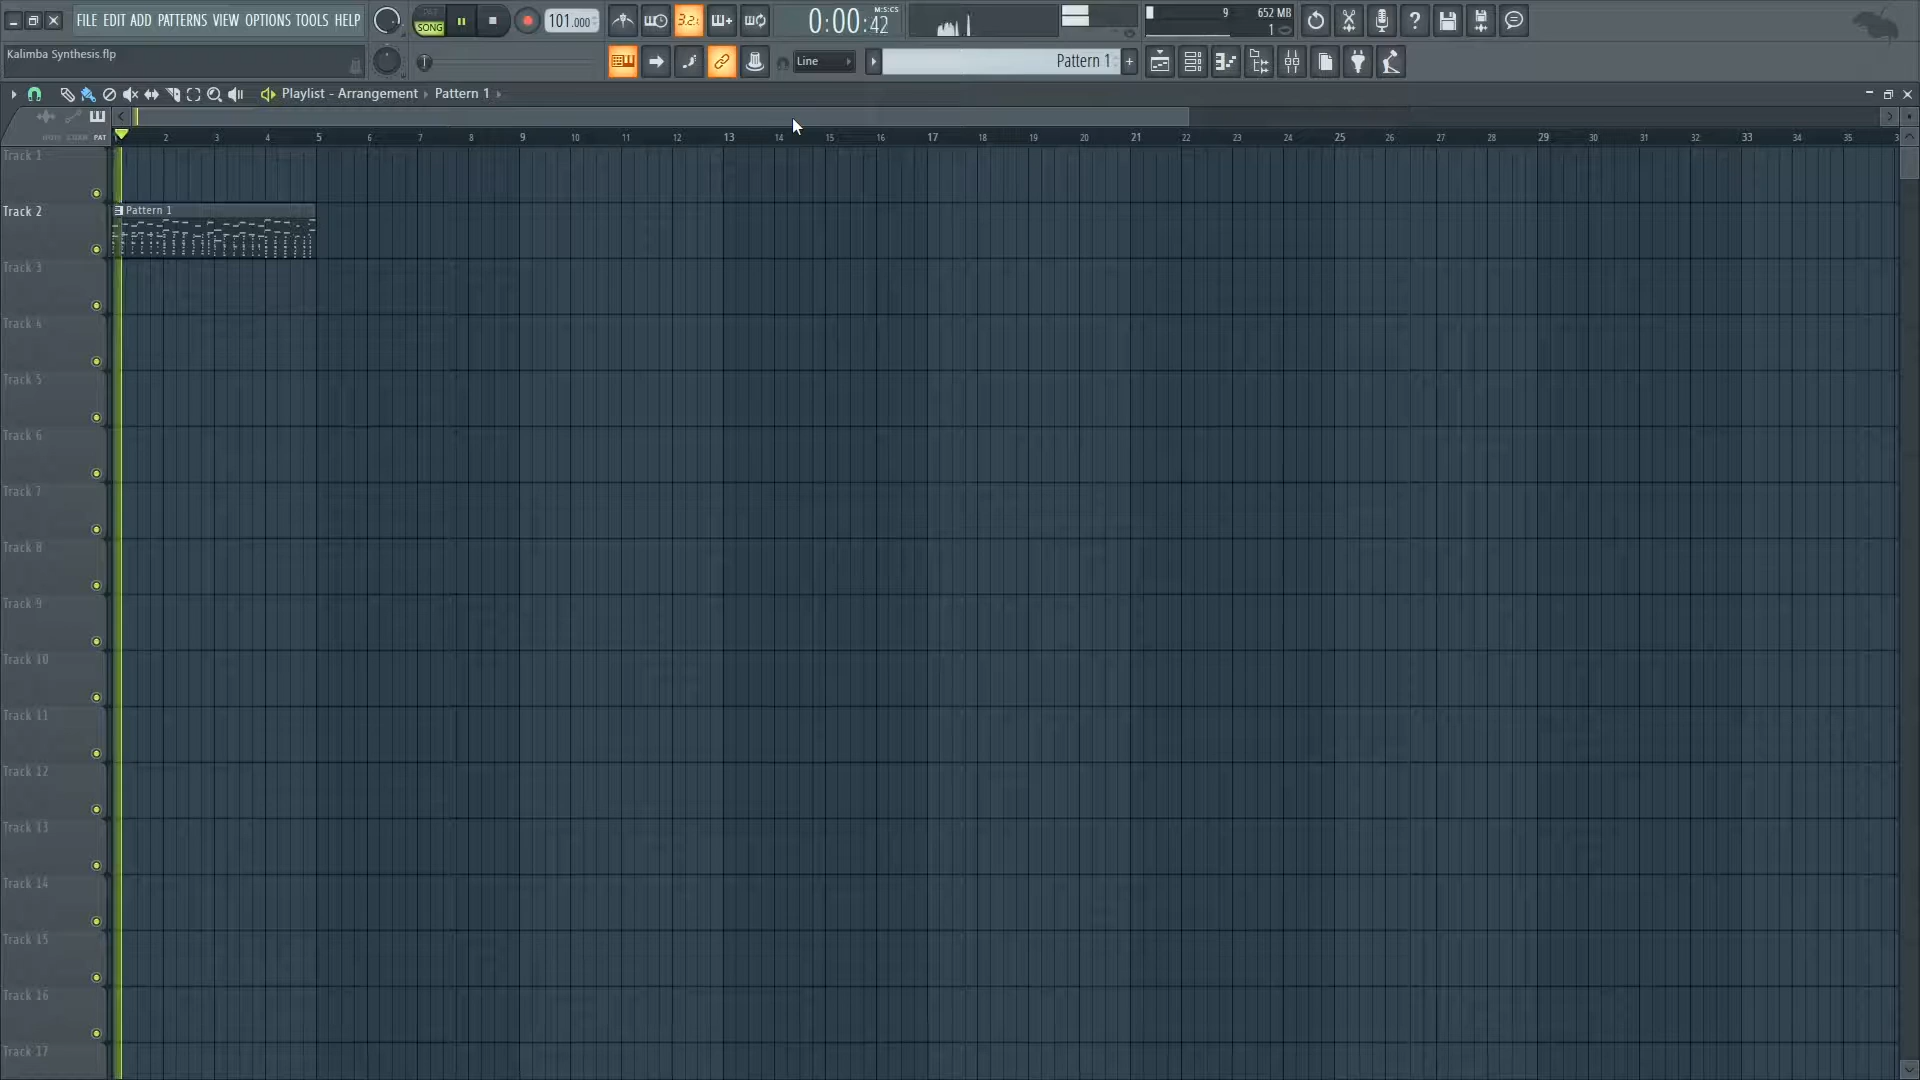 FILE EDIT ADD PATTERNS VIEW OPTIONS TOOLS HELP
SONG
101.000
3.2.
0:00:42
M:S:CS
9
652 MB
1
Kalimba Synthesis.flp
Line
Pattern 1
Playlist - Arrangement
Pattern 1
PAT
2 3 4 5 6 7 8 9 10 11 12 13 14 15 16 17 18 19 20 21 22 23 24 25 26 27 28 29 30 31 32 33 34 35 3
Track 1
Track 2
Pattern 1
Track 3
Track 4
Track 5
Track 6
Track 7
Track 8
Track 9
Track 10
Track 11
Track 12
Track 13
Track 14
Track 15
Track 16
Track 17